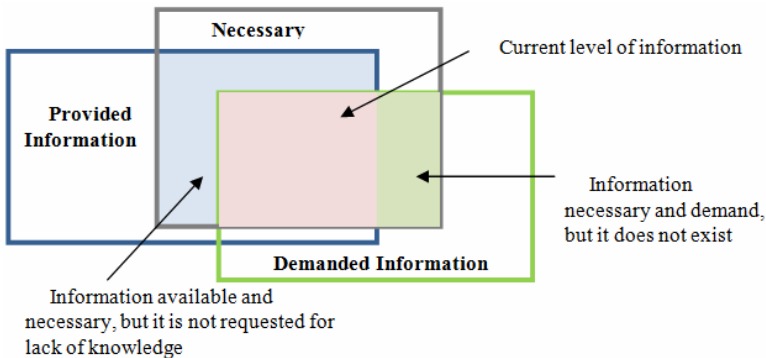 Necessary
Current level of information
Provided
Information
Information
necessary and demand,
but it does not exist
Demanded Information
Information available and
necessary, but it is not requested for
lack of knowledge